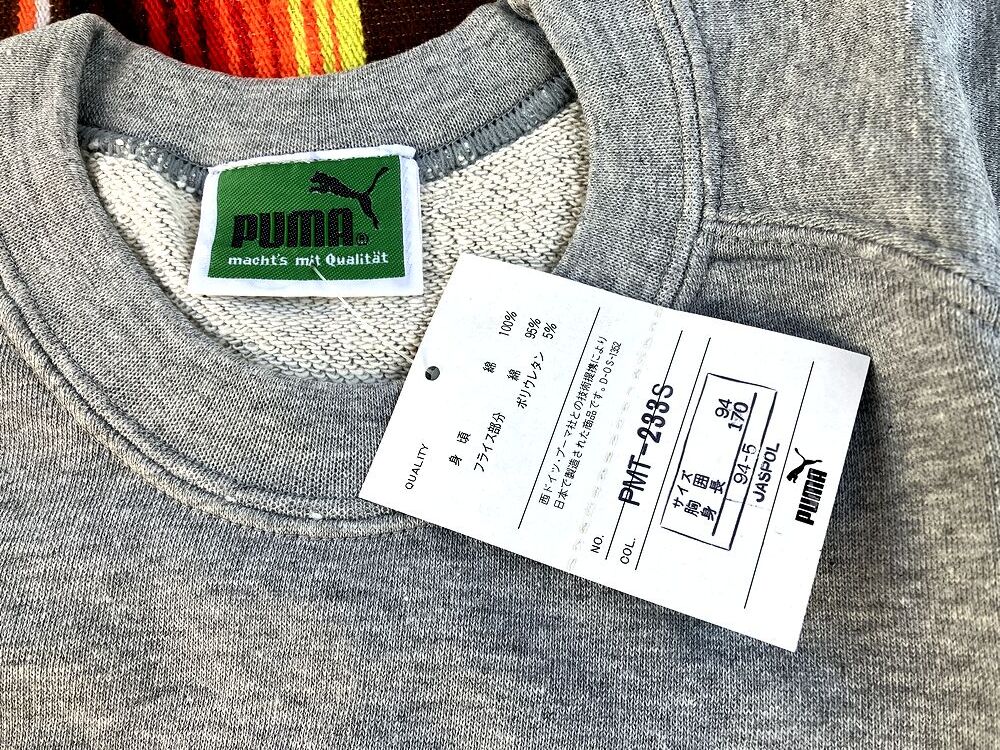 PUMA®
macht's mit Qualität
QUALITY
身頃 綿 100%
フライス部分 綿 95%
ポリウレタン 5%
西ドイツ・プーマ社との技術提携により
日本で製造された商品です。D-OS-1352
NO. PMT-233S
COL.
サイズ
胸囲 94
身長 170
94-5
JASPOL
PUMA